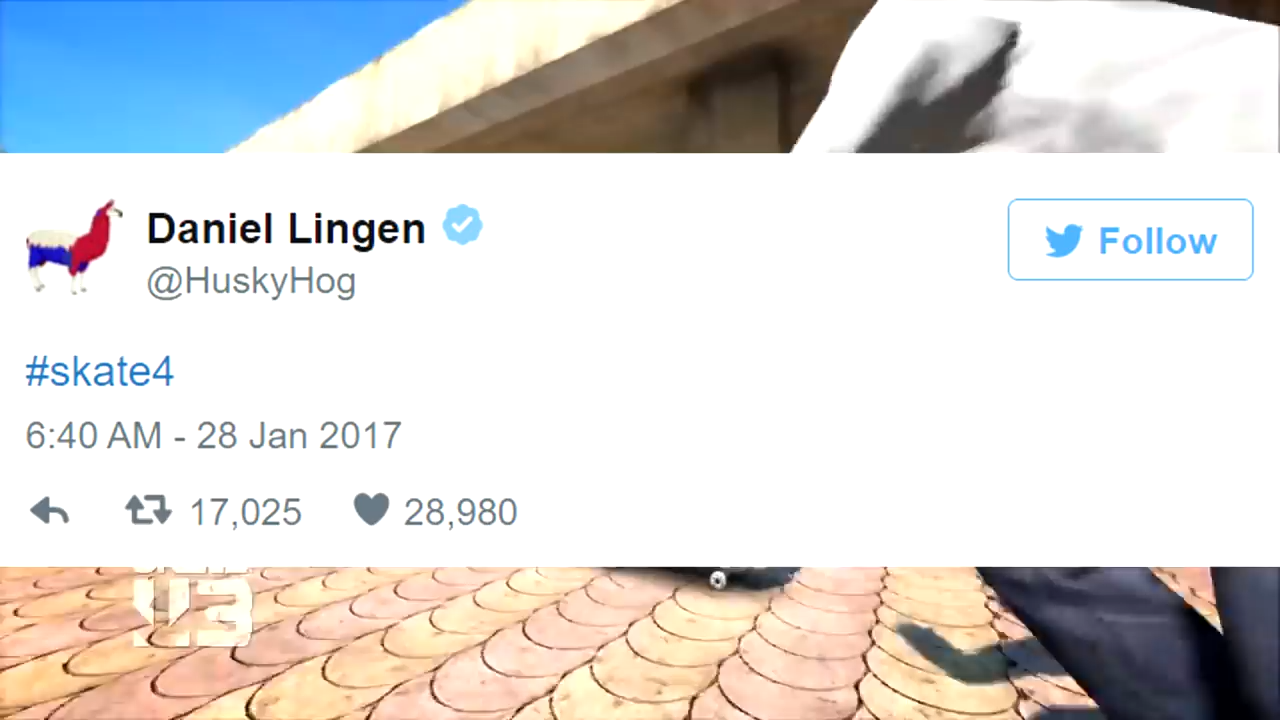 Daniel Lingen
@HuskyHog
Follow
#skate4
6:40 AM - 28 Jan 2017
17,025 28,980